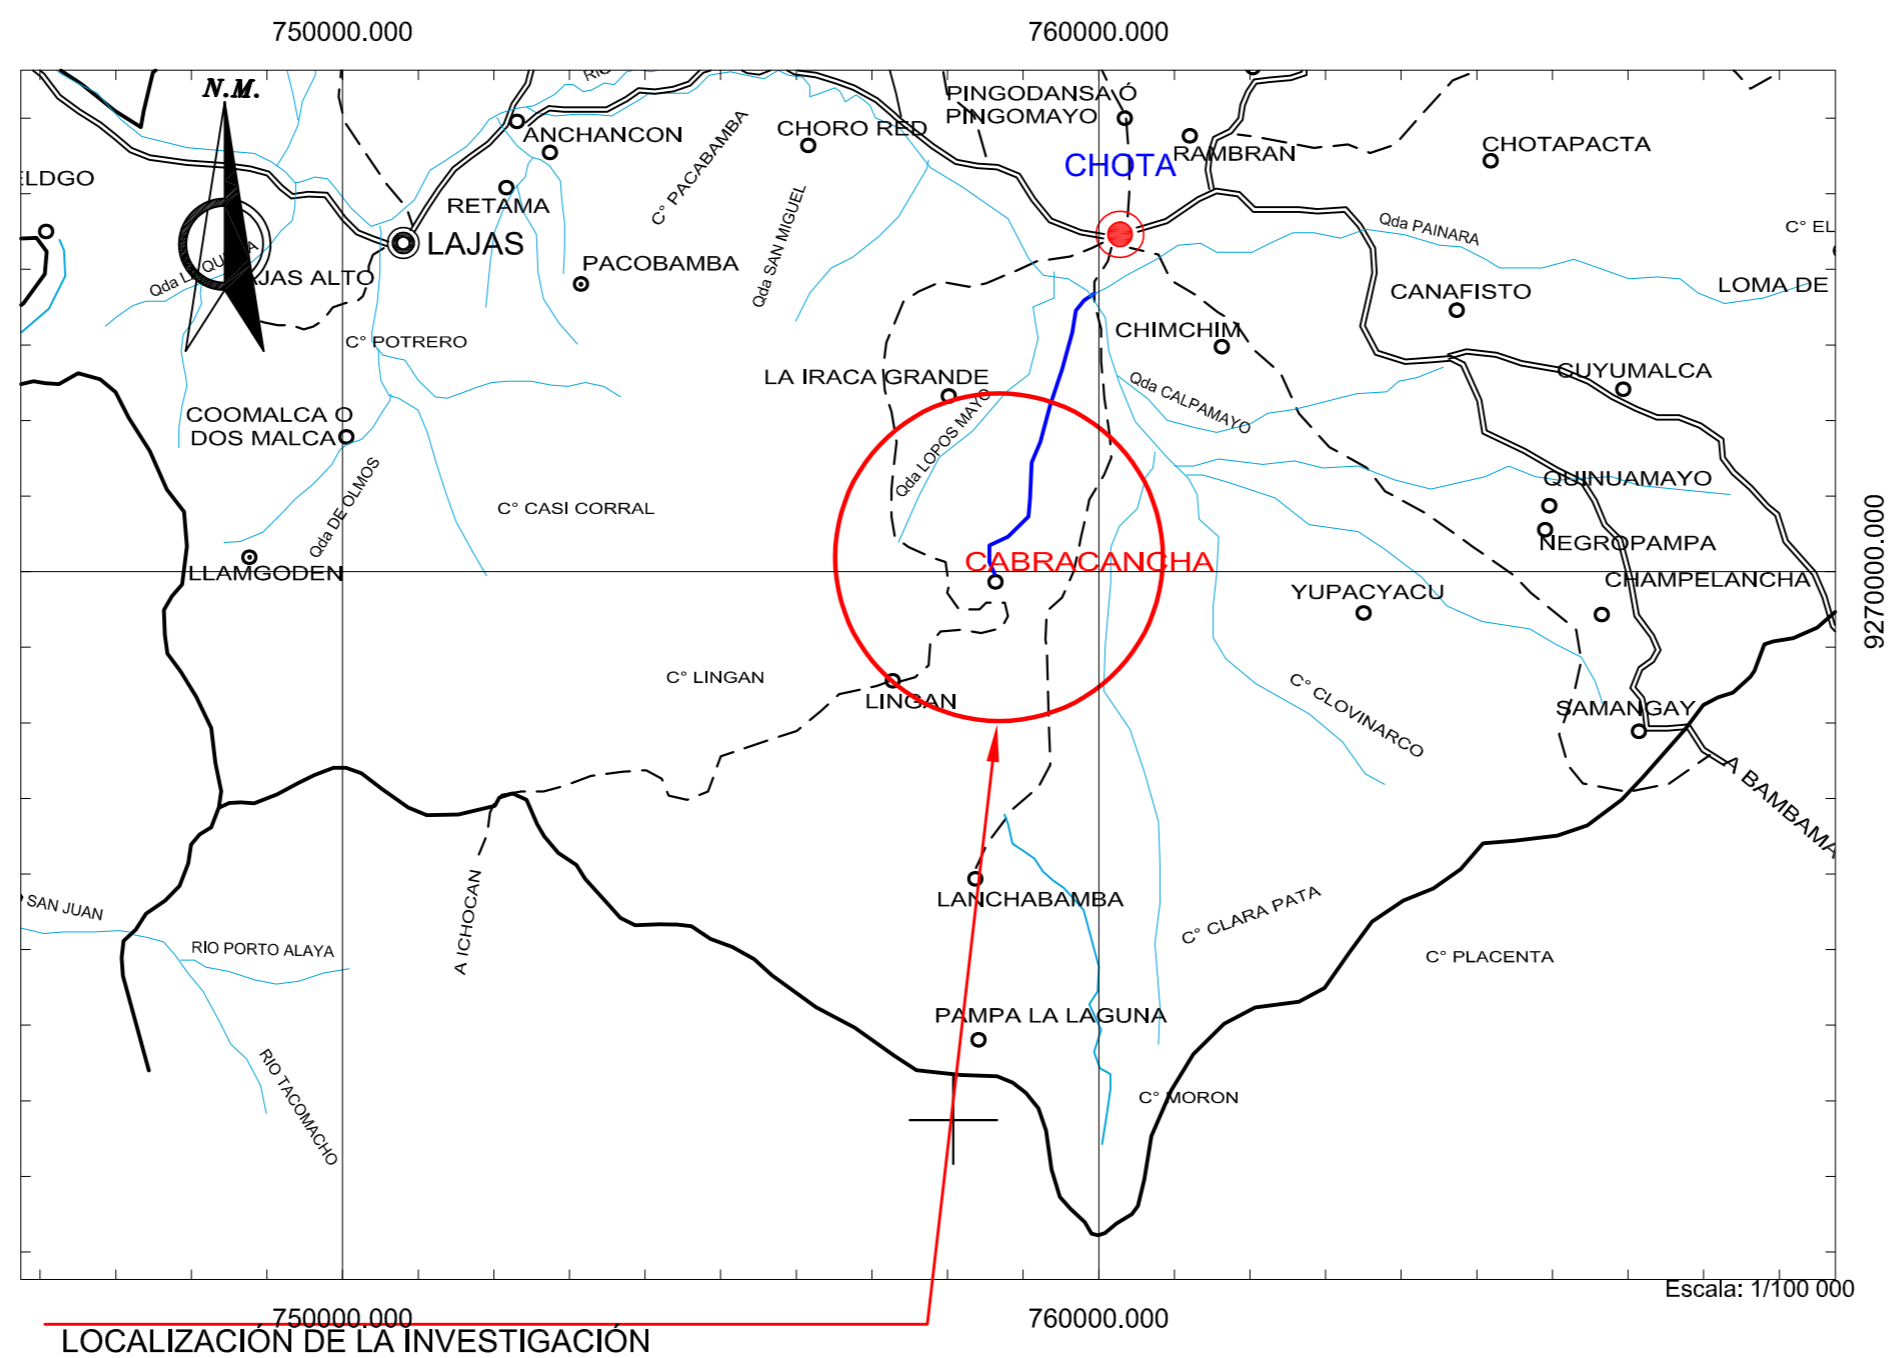 750000.000
760000.000
N.M.
PINGODANSA Ó
PINGOMAYO
ANCHANCON
CHORO RED
CHOTA
RAMBRAN
CHOTAPACTA
C° PACABAMBA
ELDGO
RETAMA
LAJAS
Qda SAN MIGUEL
Qda PAINARA
C° EL
PACOBAMBA
LOMA DE
CANAFISTO
C° POTRERO
CHIMCHIM
LA IRACA GRANDE
CUYUMALCA
Qda CALPAMAYO
COOMALCA O
DOS MALCA
Qda LOPOS MAYO
Qda DE OLMOS
C° CASI CORRAL
QUINUAMAYO
NEGROPAMPA
9270000.000
CABRACANCHA
LLAMGODEN
CHAMPELANCHA
YUPACYACU
C° LINGAN
LINGAN
C° CLOVINARCO
SAMANGAY
A BAMBAMA
A ICHOCAN
LANCHABAMBA
C° CLARA PATA
SAN JUAN
RIO PORTO ALAYA
C° PLACENTA
PAMPA LA LAGUNA
RIO TACOMACHO
C° MORON
Escala: 1/100 000
750000.000
760000.000
LOCALIZACIÓN DE LA INVESTIGACIÓN